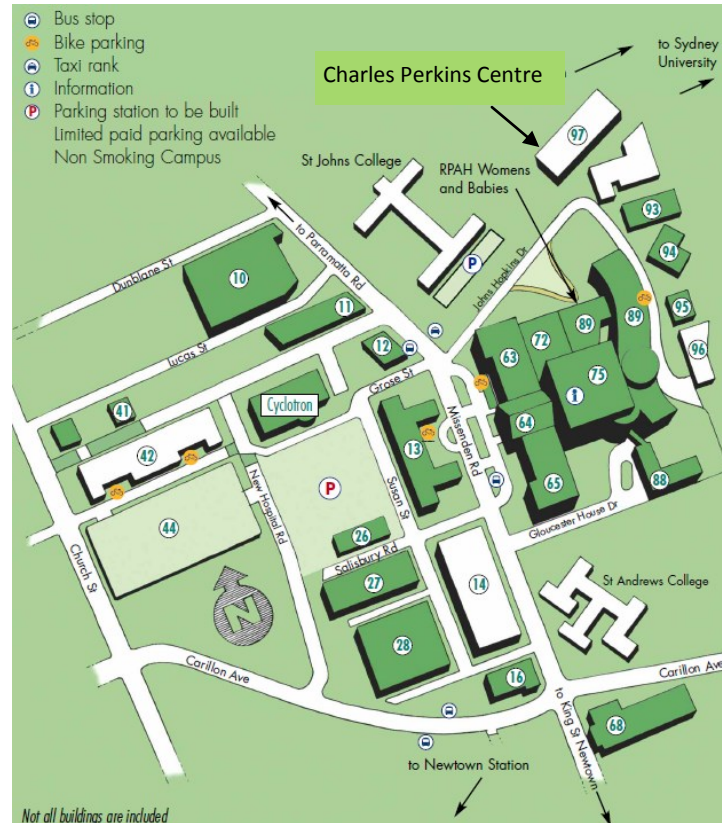 Bus stop
Bike parking
Taxi rank
i Information
P Parking station to be built
Limited paid parking available
Non Smoking Campus
Charles Perkins Centre
to Sydney
University
97
St Johns College
RPAH Womens
and Babies
93
94
to Parramatta Rd
P
Johns Hopkins Dr
Dunblane St
10
11
89
95
96
Lucas St
12
63
72
89
75
i
Grose St
41
Cyclotron
42
13
Missenden Rd
64
65
88
New Hospital Rd
P
Susan St
44
26
Salisbury Rd
Gloucester House Dr
Church St
27
14
St Andrews College
N
28
Carillon Ave
16
Carillon Ave
to King St Newtown
68
to Newtown Station
Not all buildings are included